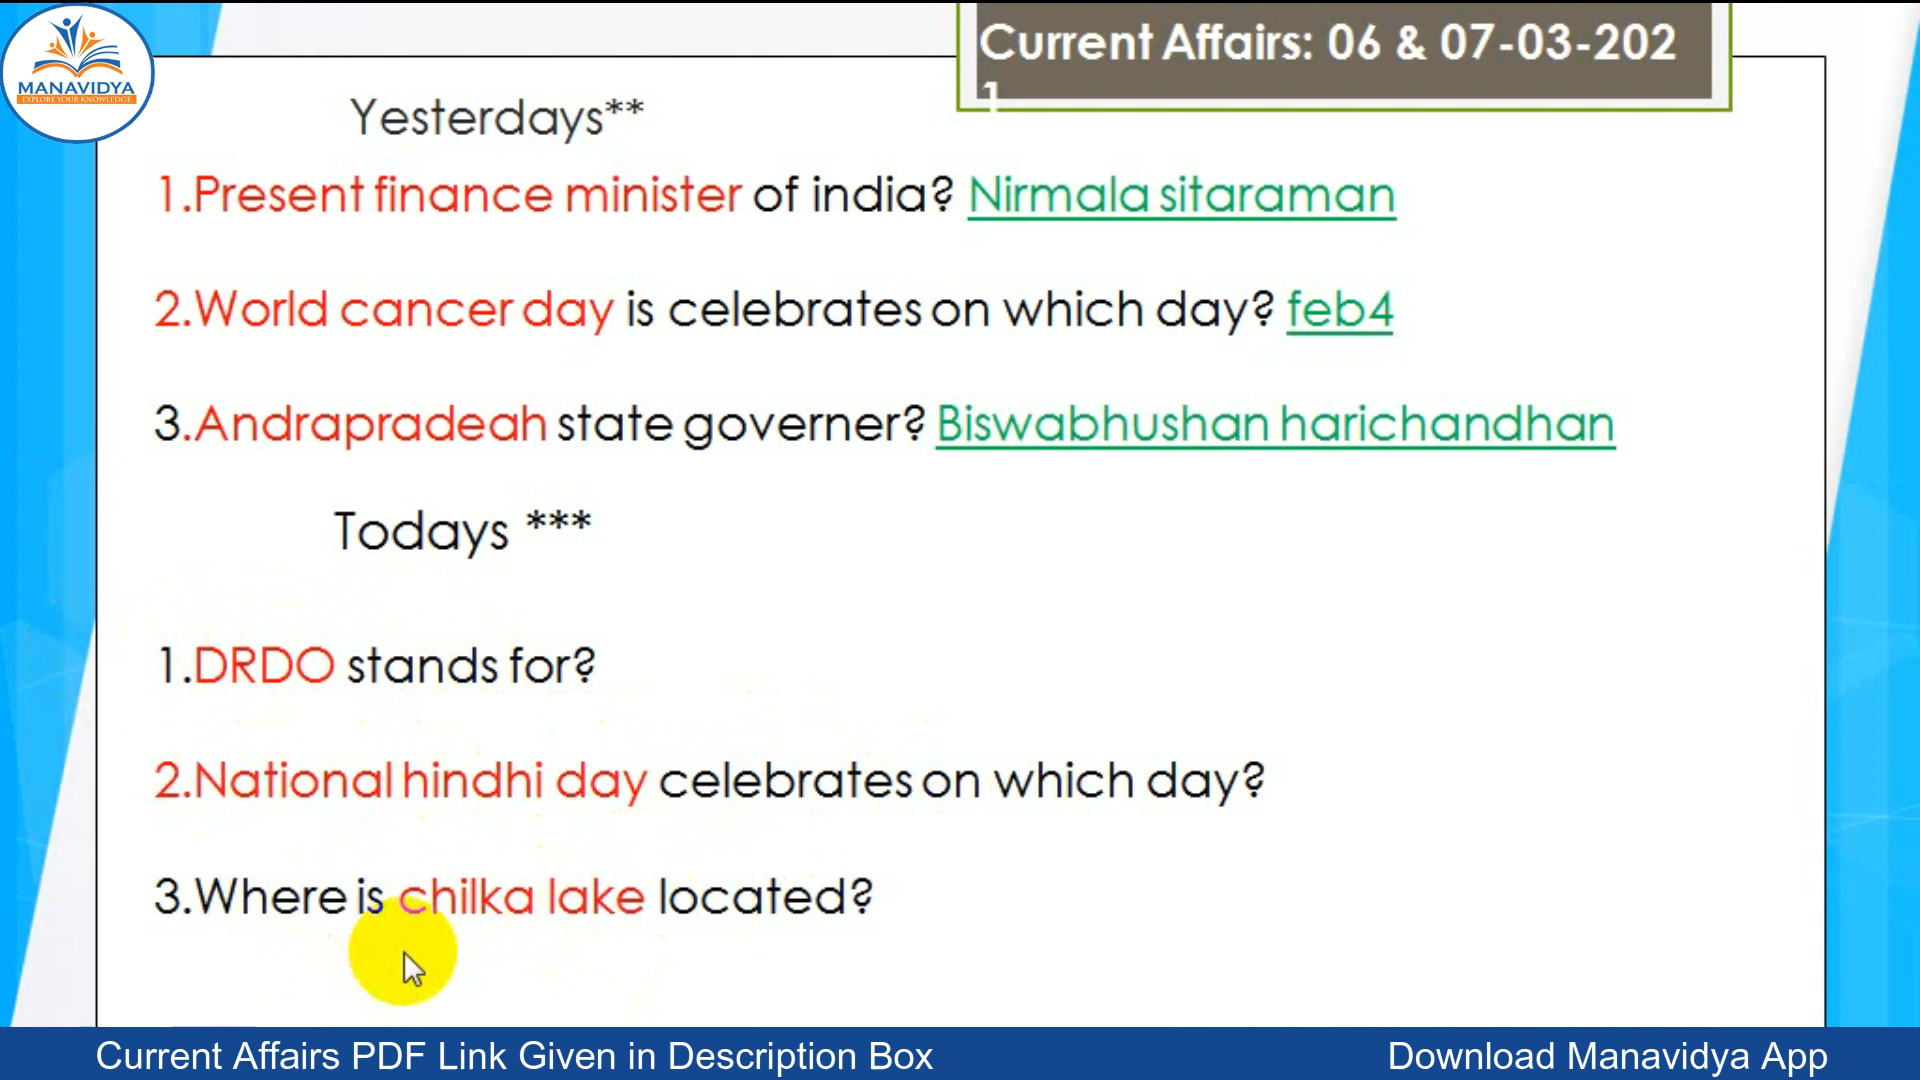 MANAVIDYA
EXPLORE YOUR KNOWLEDGE
Current Affairs: 06 & 07-03-202
1
Yesterdays**
1.Present finance minister of india? Nirmala sitaraman
2.World cancer day is celebrates on which day? feb4
3.Andrapradeah state governer? Biswabhushan harichandhan
Todays ***
1.DRDO stands for?
2.National hindhi day celebrates on which day?
3.Where is chilka lake located?
Current Affairs PDF Link Given in Description Box
Download Manavidya App